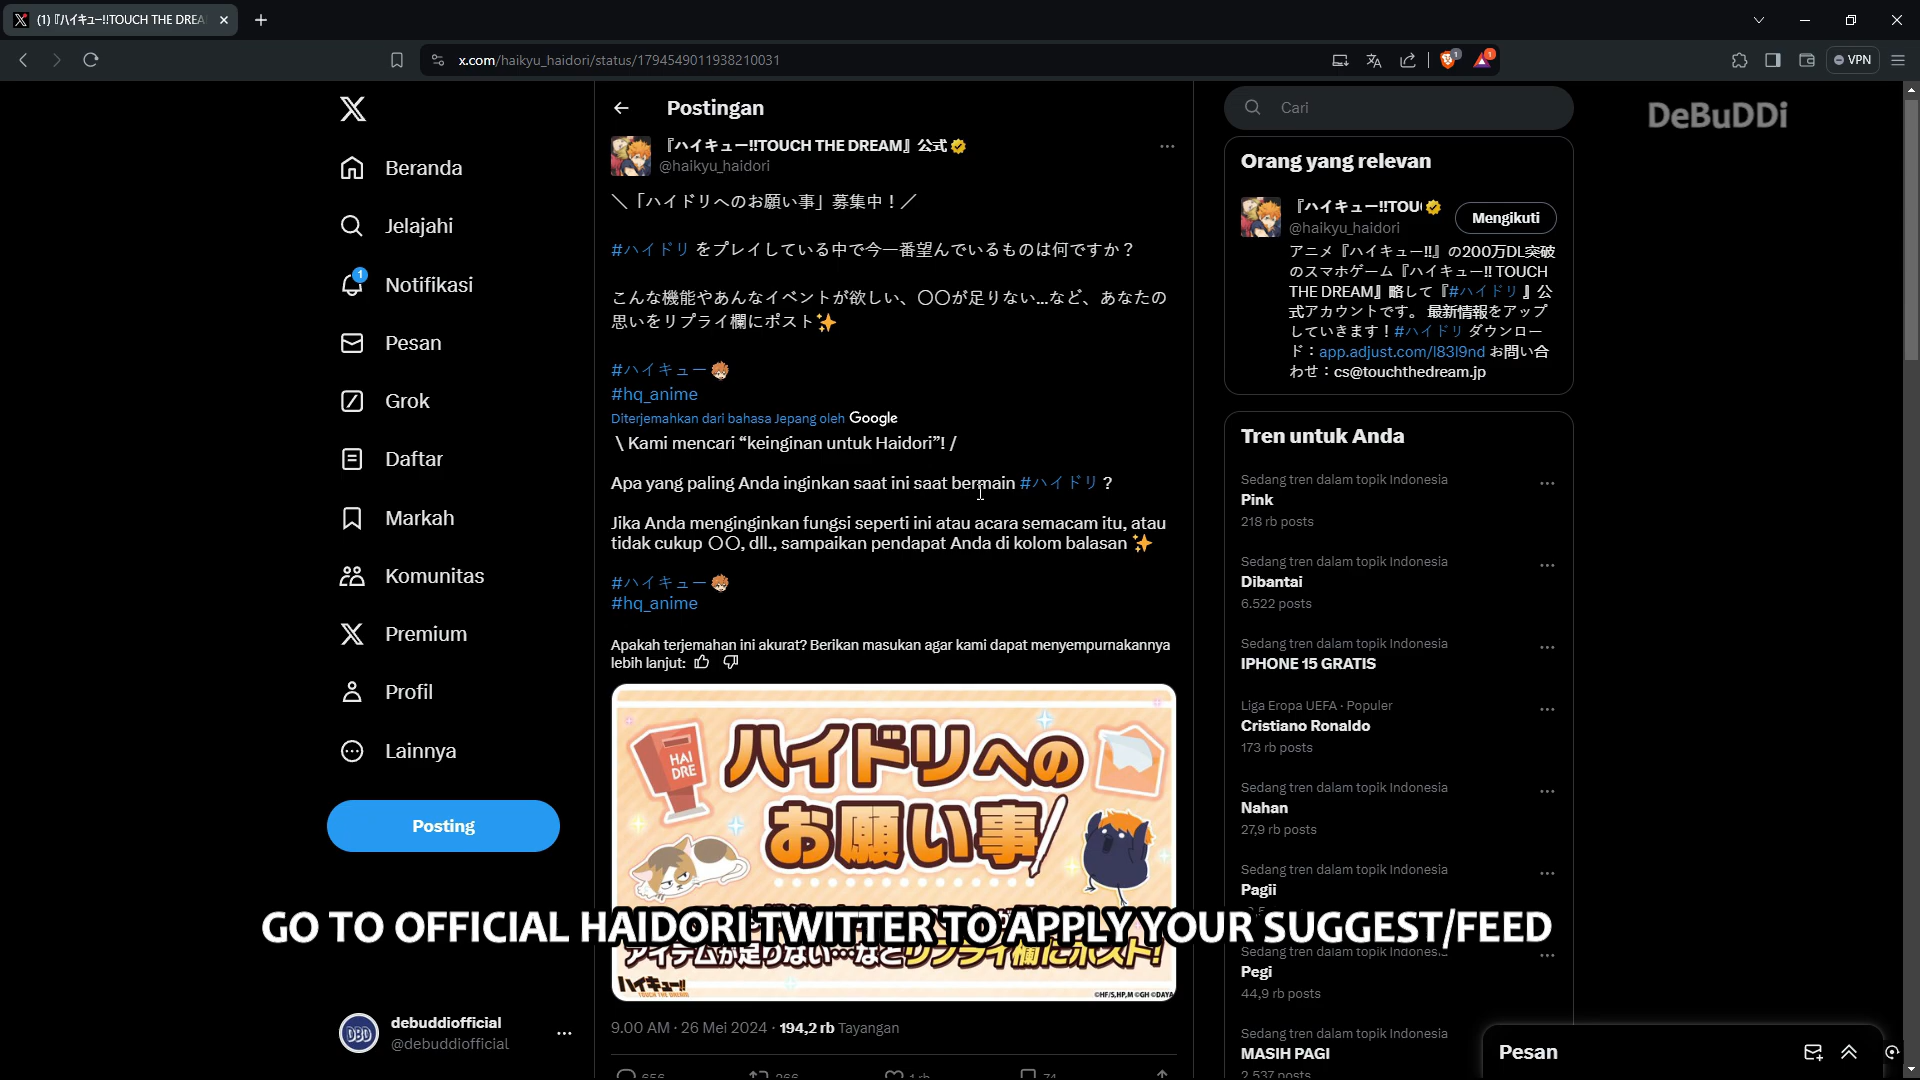 (1) 『ハイキュー!!TOUCH THE DREA
x.com/haikyu_haidori/status/1794549011938210031
1
1
VPN
Beranda
Jelajahi
1
Notifikasi
Pesan
Grok
Daftar
Markah
Komunitas
Premium
Profil
Lainnya
Posting
debuddiofficial
@debuddiofficial
Postingan
『ハイキュー!!TOUCH THE DREAM』公式
@haikyu_haidori
＼「ハイドリへのお願い事」募集中！／
#ハイドリ をプレイしている中で今一番望んでいるものは何ですか？
こんな機能やあんなイベントが欲しい、〇〇が足りない…など、あなたの
思いをリプライ欄にポスト✨
#ハイキュー
#hq_anime
Diterjemahkan dari bahasa Jepang oleh Google
\ Kami mencari “keinginan untuk Haidori”! /
Apa yang paling Anda inginkan saat ini saat bermain #ハイドリ ?
Jika Anda menginginkan fungsi seperti ini atau acara semacam itu, atau
tidak cukup 〇〇, dll., sampaikan pendapat Anda di kolom balasan ✨
#ハイキュー
#hq_anime
Apakah terjemahan ini akurat? Berikan masukan agar kami dapat menyempurnakannya
lebih lanjut:
HAI
DRE
ハイドリへの
お願い事
GO TO OFFICIAL HAIDORI TWITTER TO APPLY YOUR SUGGEST/FEED
アイテムが足りない…など リプライ欄にポスト!
ハイキュー!!
TOUCH THE DREAM
9.00 AM · 26 Mei 2024 · 194,2 rb Tayangan
Cari
DeBuDDi
Orang yang relevan
『ハイキュー!!TOU
@haikyu_haidori
Mengikuti
アニメ『ハイキュー!!』の200万DL突破
のスマホゲーム『ハイキュー!! TOUCH
THE DREAM』略して『#ハイドリ 』公
式アカウントです。 最新情報をアップ
していきます！#ハイドリ ダウンロー
ド：app.adjust.com/l83l9nd お問い合
わせ：cs@touchthedream.jp
Tren untuk Anda
Sedang tren dalam topik Indonesia
Pink
218 rb posts
Sedang tren dalam topik Indonesia
Dibantai
6.522 posts
Sedang tren dalam topik Indonesia
IPHONE 15 GRATIS
Liga Eropa UEFA · Populer
Cristiano Ronaldo
173 rb posts
Sedang tren dalam topik Indonesia
Nahan
27,9 rb posts
Sedang tren dalam topik Indonesia
Pagii
Sedang tren dalam topik Indones...
Pegi
44,9 rb posts
Sedang tren dalam topik Indonesia
MASIH PAGI
2.537 posts
Pesan